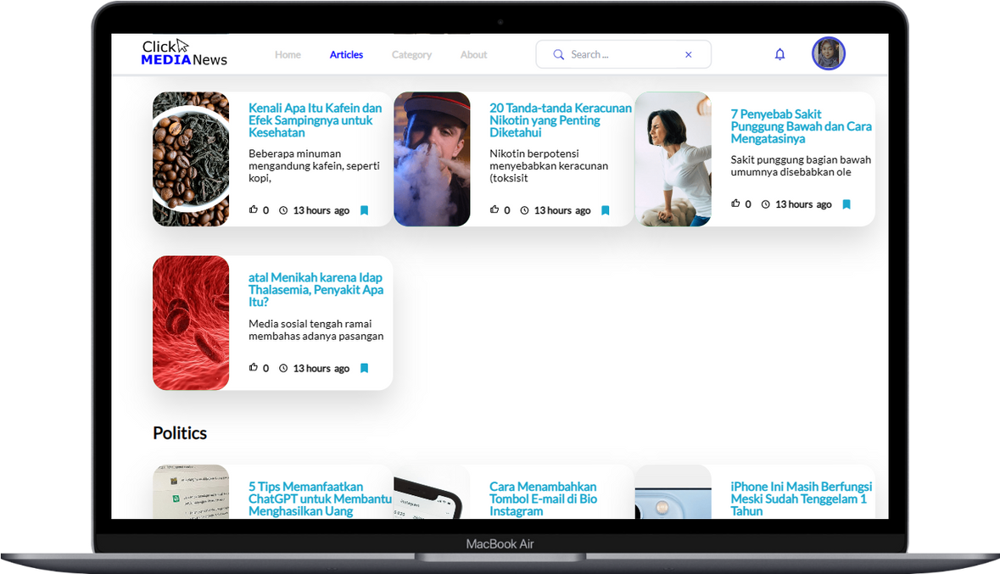 Click
MEDIANews
Home
Articles
Category
About
Search ...
Kenali Apa Itu Kafein dan
Efek Sampingnya untuk
Kesehatan
Beberapa minuman
mengandung kafein, seperti
kopi,
0 13 hours ago
20 Tanda-tanda Keracunan
Nikotin yang Penting
Diketahui
Nikotin berpotensi
menyebabkan keracunan
(toksisit
0 13 hours ago
7 Penyebab Sakit
Punggung Bawah dan Cara
Mengatasinya
Sakit punggung bagian bawah
umumnya disebabkan ole
0 13 hours ago
atal Menikah karena Idap
Thalasemia, Penyakit Apa
Itu?
Media sosial tengah ramai
membahas adanya pasangan
0 13 hours ago
Politics
5 Tips Memanfaatkan
ChatGPT untuk Membantu
Menghasilkan Uang
Cara Menambahkan
Tombol E-mail di Bio
Instagram
iPhone Ini Masih Berfungsi
Meski Sudah Tenggelam 1
Tahun
MacBook Air